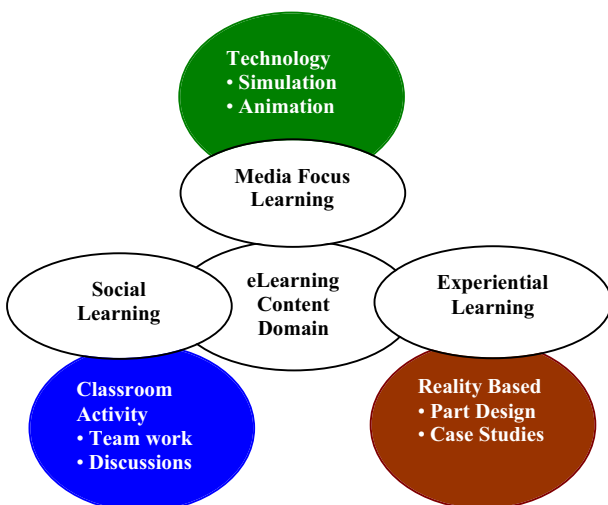 Technology
• Simulation
• Animation
Media Focus
Learning
Social
Learning
eLearning
Content
Domain
Experiential
Learning
Classroom
Activity
• Team work
• Discussions
Reality Based
• Part Design
• Case Studies